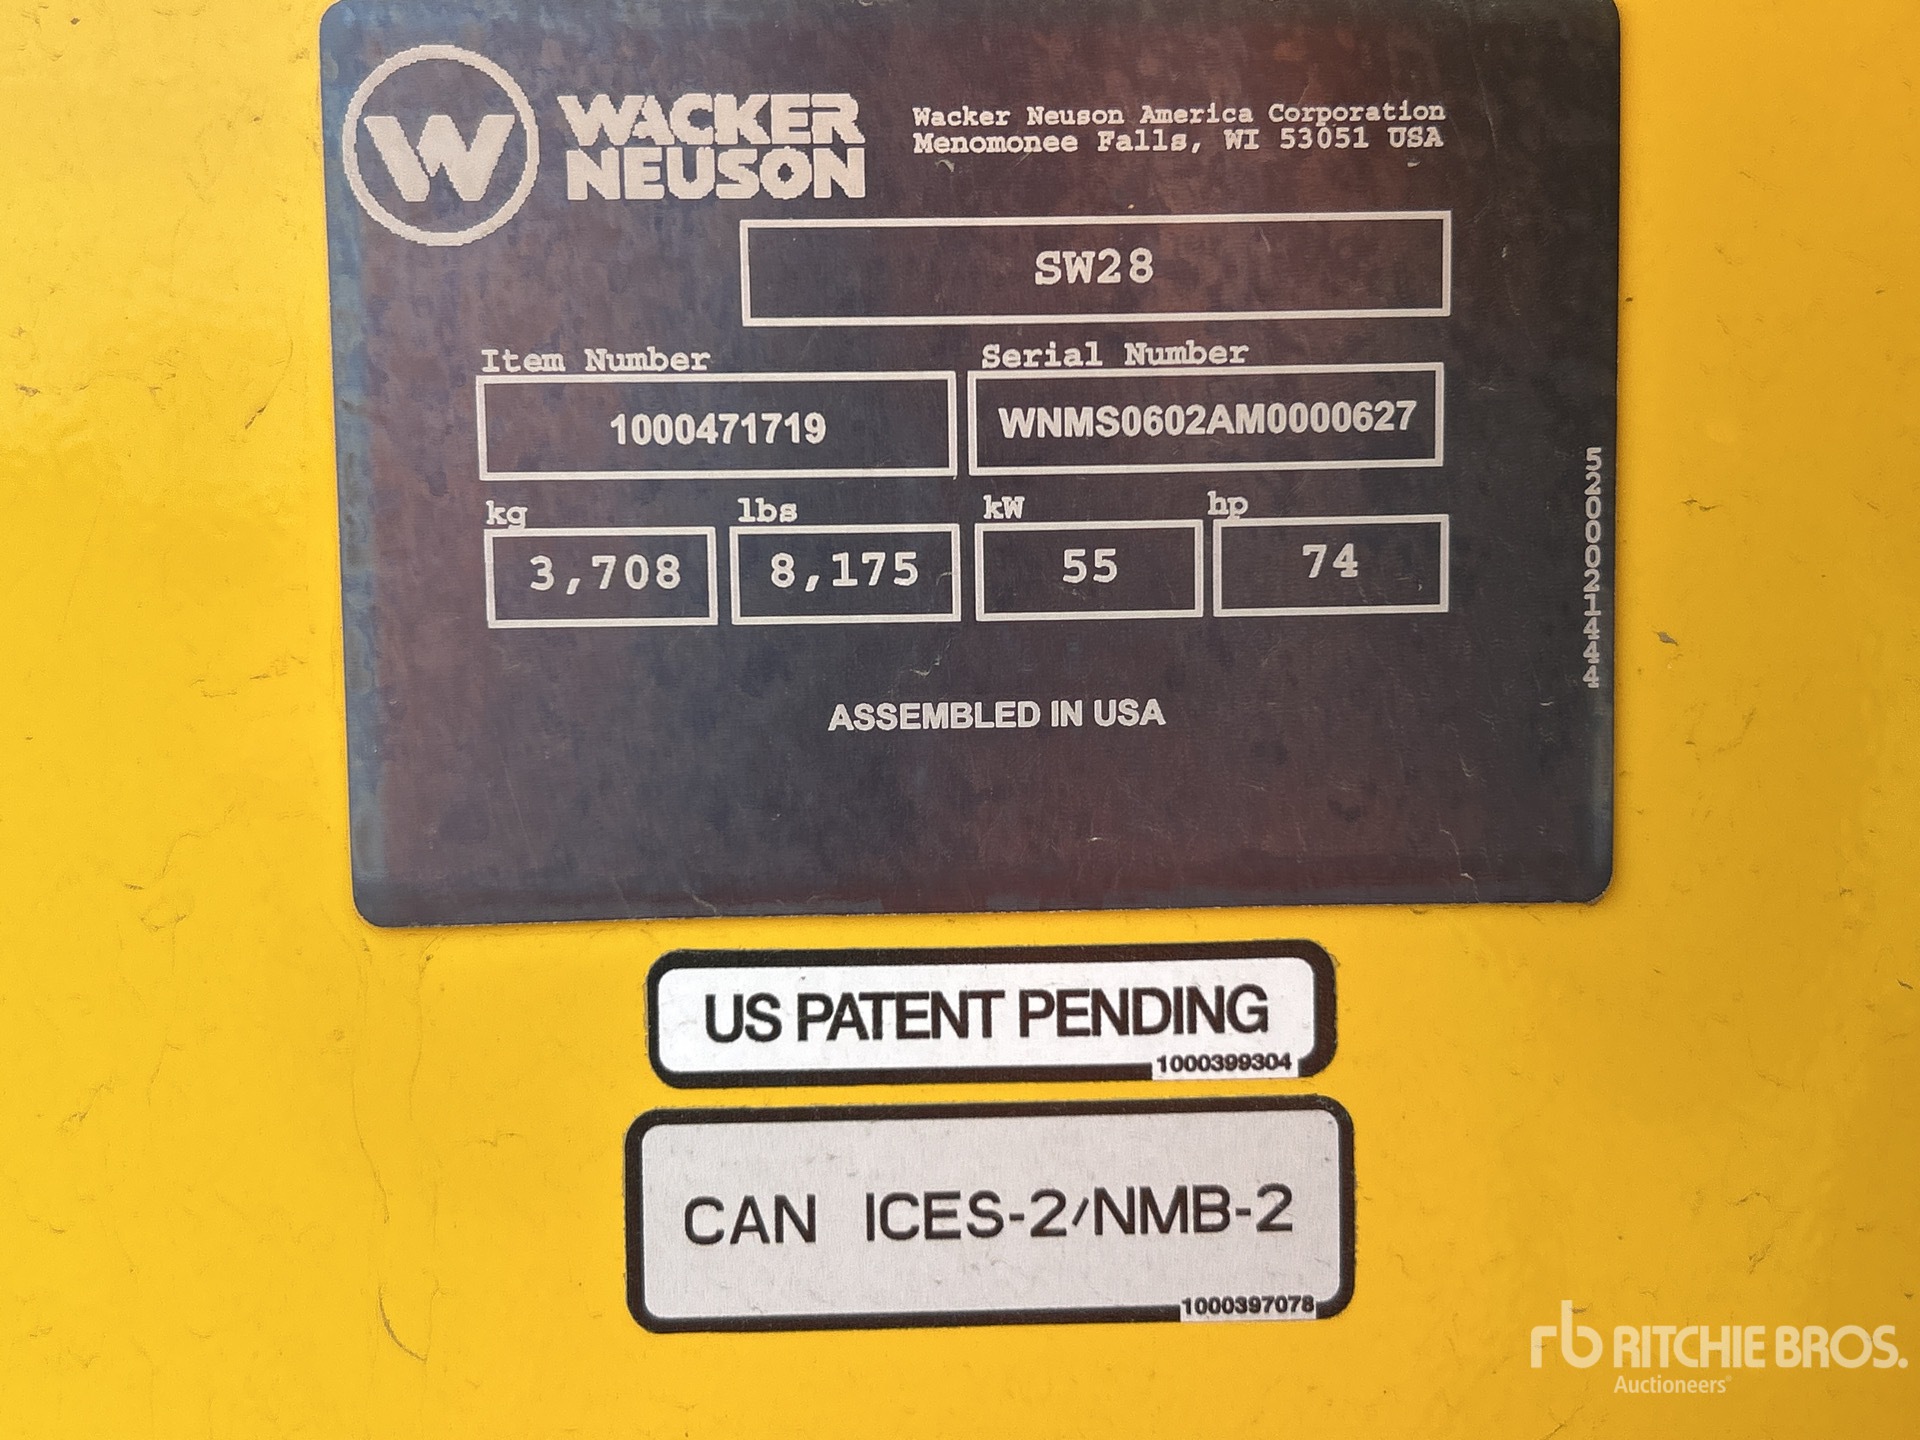 W
WACKER
NEUSON
Wacker Neuson America Corporation
Menomonee Falls, WI 53051 USA
SW28
Item Number
Serial Number
1000471719
WNMS0602AM0000627
kg
lbs
kW
hp
3,708
8,175
55
74
5200021444
ASSEMBLED IN USA
US PATENT PENDING
1000399304
CAN ICES-2/NMB-2
1000397078
rb RITCHIE BROS.
Auctioneers